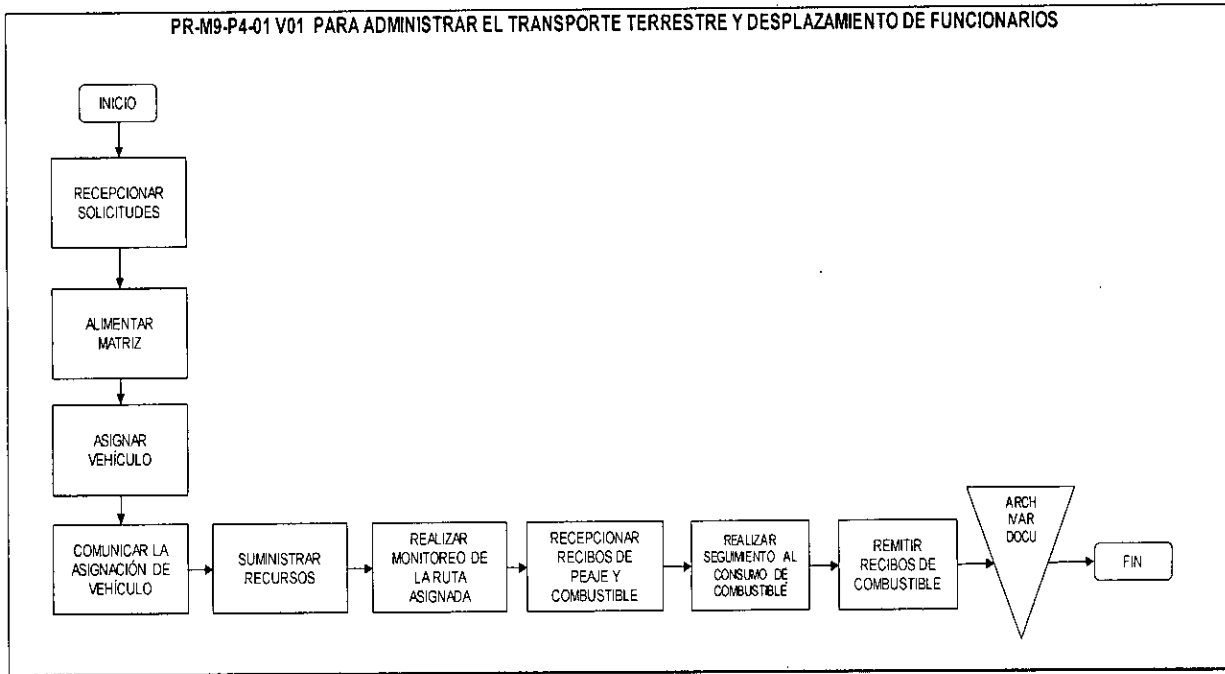 PR-M9-P4-01 V01 PARA ADMINISTRAR EL TRANSPORTE TERRESTRE Y DESPLAZAMIENTO DE FUNCIONARIOS
INICIO
RECEPCIONAR
SOLICITUDES
ALIMENTAR
MATRIZ
ASIGNAR
VEHÍCULO
COMUNICAR LA
ASIGNACIÓN DE
VEHÍCULO
SUMINISTRAR
RECURSOS
REALIZAR
MONITOREO DE
LA RUTA
ASIGNADA
RECEPCIONAR
RECIBOS DE
PEAJE Y
COMBUSTIBLE
REALIZAR
SEGUIMIENTO AL
CONSUMO DE
COMBUSTIBLE
REMITIR
RECIBOS DE
COMBUSTIBLE
ARCH
IVAR
DOCU
FIN